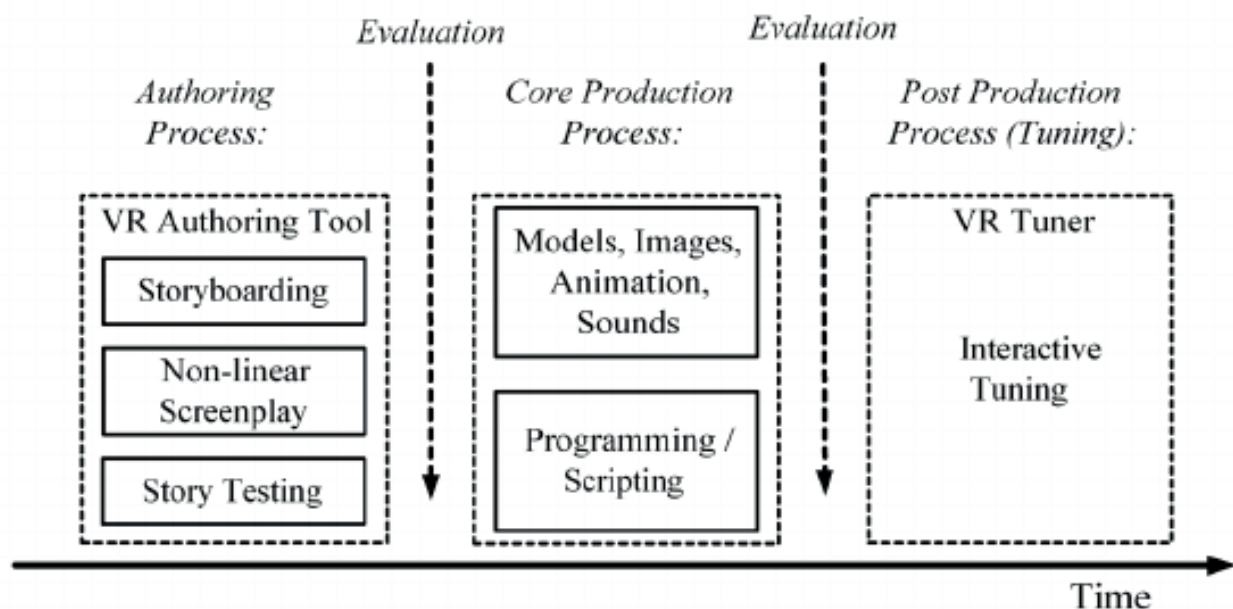 Evaluation
Evaluation
Authoring
Process:
Core Production
Process:
Post Production
Process (Tuning):
VR Authoring Tool
Storyboarding
Non-linear
Screenplay
Story Testing
Models, Images,
Animation,
Sounds
Programming /
Scripting
VR Tuner
Interactive
Tuning
Time